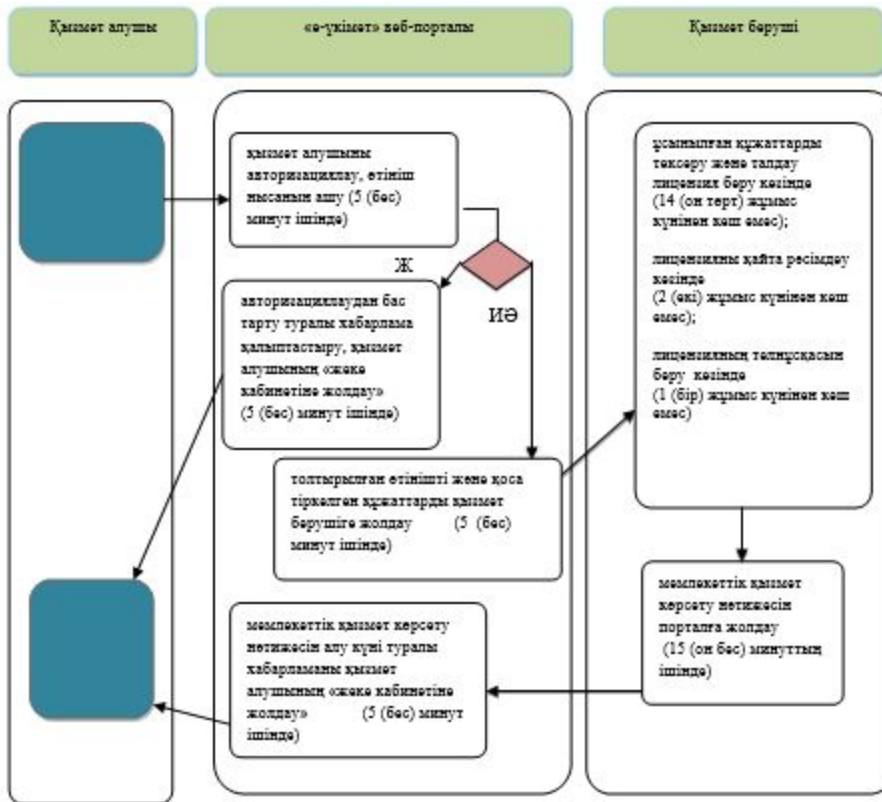 Қызмет алушы
«э-үкімет» веб-порталы
Қызмет беруші
қызмет алушыны
авторизациялау, өтініш
нысанын ашу (5 (бес)
минут ішінде)
Ж
ИӘ
авторизациялаудан бас
тарту туралы хабарлама
қалыптастыру, қызмет
алушының «жеке
кабинетіне жолдау»
(5 (бес) минут ішінде)
толтырылған өтінішті және қоса
тіркелген құжаттарды қызмет
берушіге жолдау (5 (бес)
минут ішінде)
ұсынылған құжаттарды
тексеру және талдау
лицензия беру кезінде
(14 (он төрт) жұмыс
күнінен кеш емес);
лицензияны қайта ресімдеу
кезінде
(2 (екі) жұмыс күнінен кеш
емес);
лицензияның телнұсқасын
беру кезінде
(1 (бір) жұмыс күнінен кеш
емес)
мемлекеттік қызмет
көрсету нәтижесін
порталға жолдау
(15 (он бес) минуттың
ішінде)
мемлекеттік қызмет көрсету
нәтижесін алу күні туралы
хабарламаны қызмет
алушының «жеке кабинетіне
жолдау» (5 (бес) минут
ішінде)